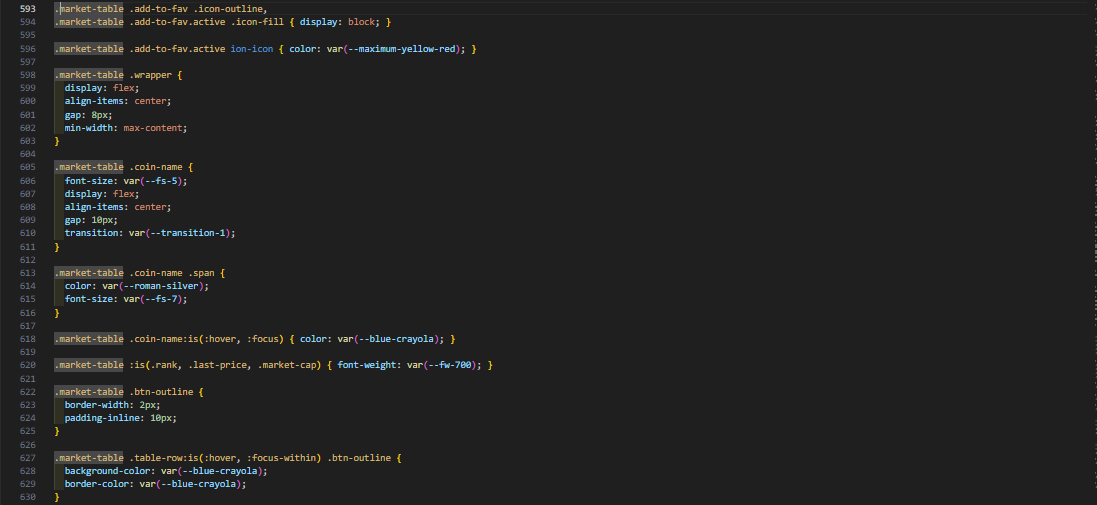 593 .market-table .add-to-fav .icon-outline,
594 .market-table .add-to-fav.active .icon-fill { display: block; }
595
596 .market-table .add-to-fav.active ion-icon { color: var(--maximum-yellow-red); }
597
598 .market-table .wrapper {
599 display: flex;
600 align-items: center;
601 gap: 8px;
602 min-width: max-content;
603 }
604
605 .market-table .coin-name {
606 font-size: var(--fs-5);
607 display: flex;
608 align-items: center;
609 gap: 10px;
610 transition: var(--transition-1);
611 }
612
613 .market-table .coin-name .span {
614 color: var(--roman-silver);
615 font-size: var(--fs-7);
616 }
617
618 .market-table .coin-name:is(:hover, :focus) { color: var(--blue-crayola); }
619
620 .market-table :is(.rank, .last-price, .market-cap) { font-weight: var(--fw-700); }
621
622 .market-table .btn-outline {
623 border-width: 2px;
624 padding-inline: 10px;
625 }
626
627 .market-table .table-row:is(:hover, :focus-within) .btn-outline {
628 background-color: var(--blue-crayola);
629 border-color: var(--blue-crayola);
630 }